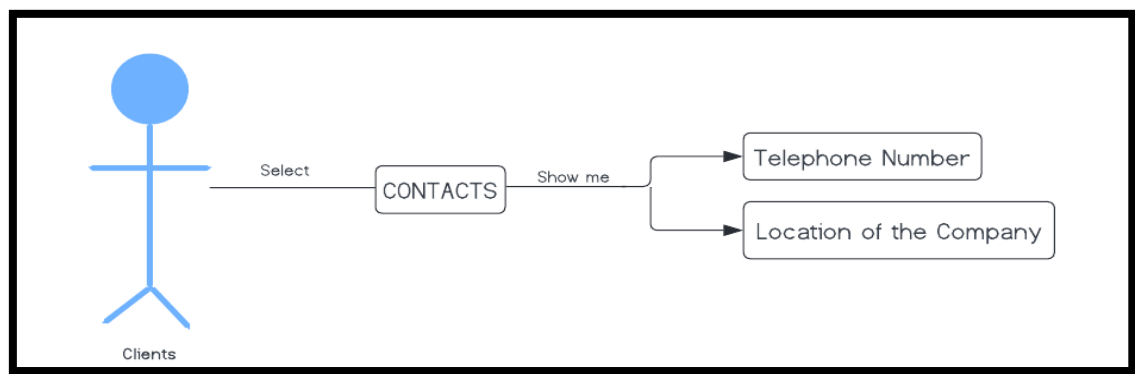 Select
CONTACTS
Show me
Telephone Number
Location of the Company
Clients